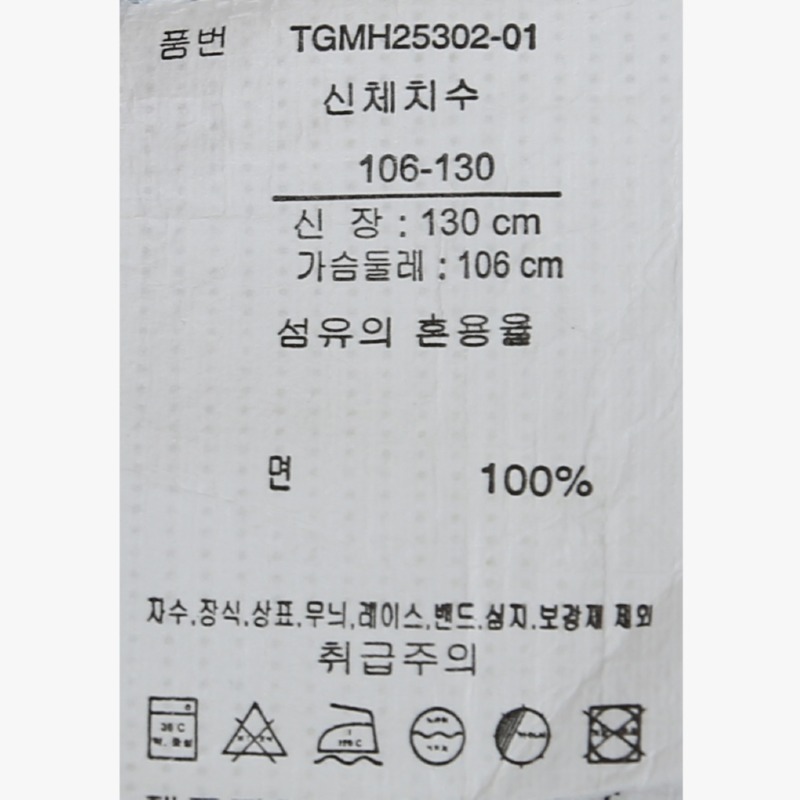 품번 TGMH25302-01
신체치수
106-130
신 장 : 130 cm
가슴둘레 : 106 cm
섬유의 혼용율
면 100%
자수,장식,상표,무늬,레이스,밴드,심지,보강제 제외
취급주의